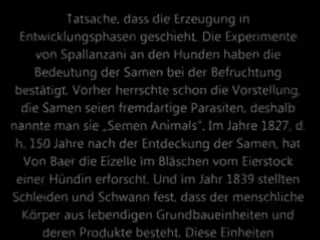 Tatsache, dass die Erzeugung in
Entwicklungsphasen geschieht. Die Experimente
von Spallanzani an den Hunden haben die
Bedeutung der Samen bei der Befruchtung
bestätigt. Vorher herrschte schon die Vorstellung,
die Samen seien fremdartige Parasiten, deshalb
nannte man sie „Semen Animals“, Im Jahre 1827, d.
h. 150 Jahre nach der Entdeckung der Samen, hat
Von Baer die Eizelle im Bläschen vom Eierstock
einer Hündin erforscht. Und im Jahr 1839 stellten
Schleiden und Schwann fest, dass der menschliche
Körper aus lebendigen Grundbaueinheiten und
deren Produkte besteht. Diese Einheiten